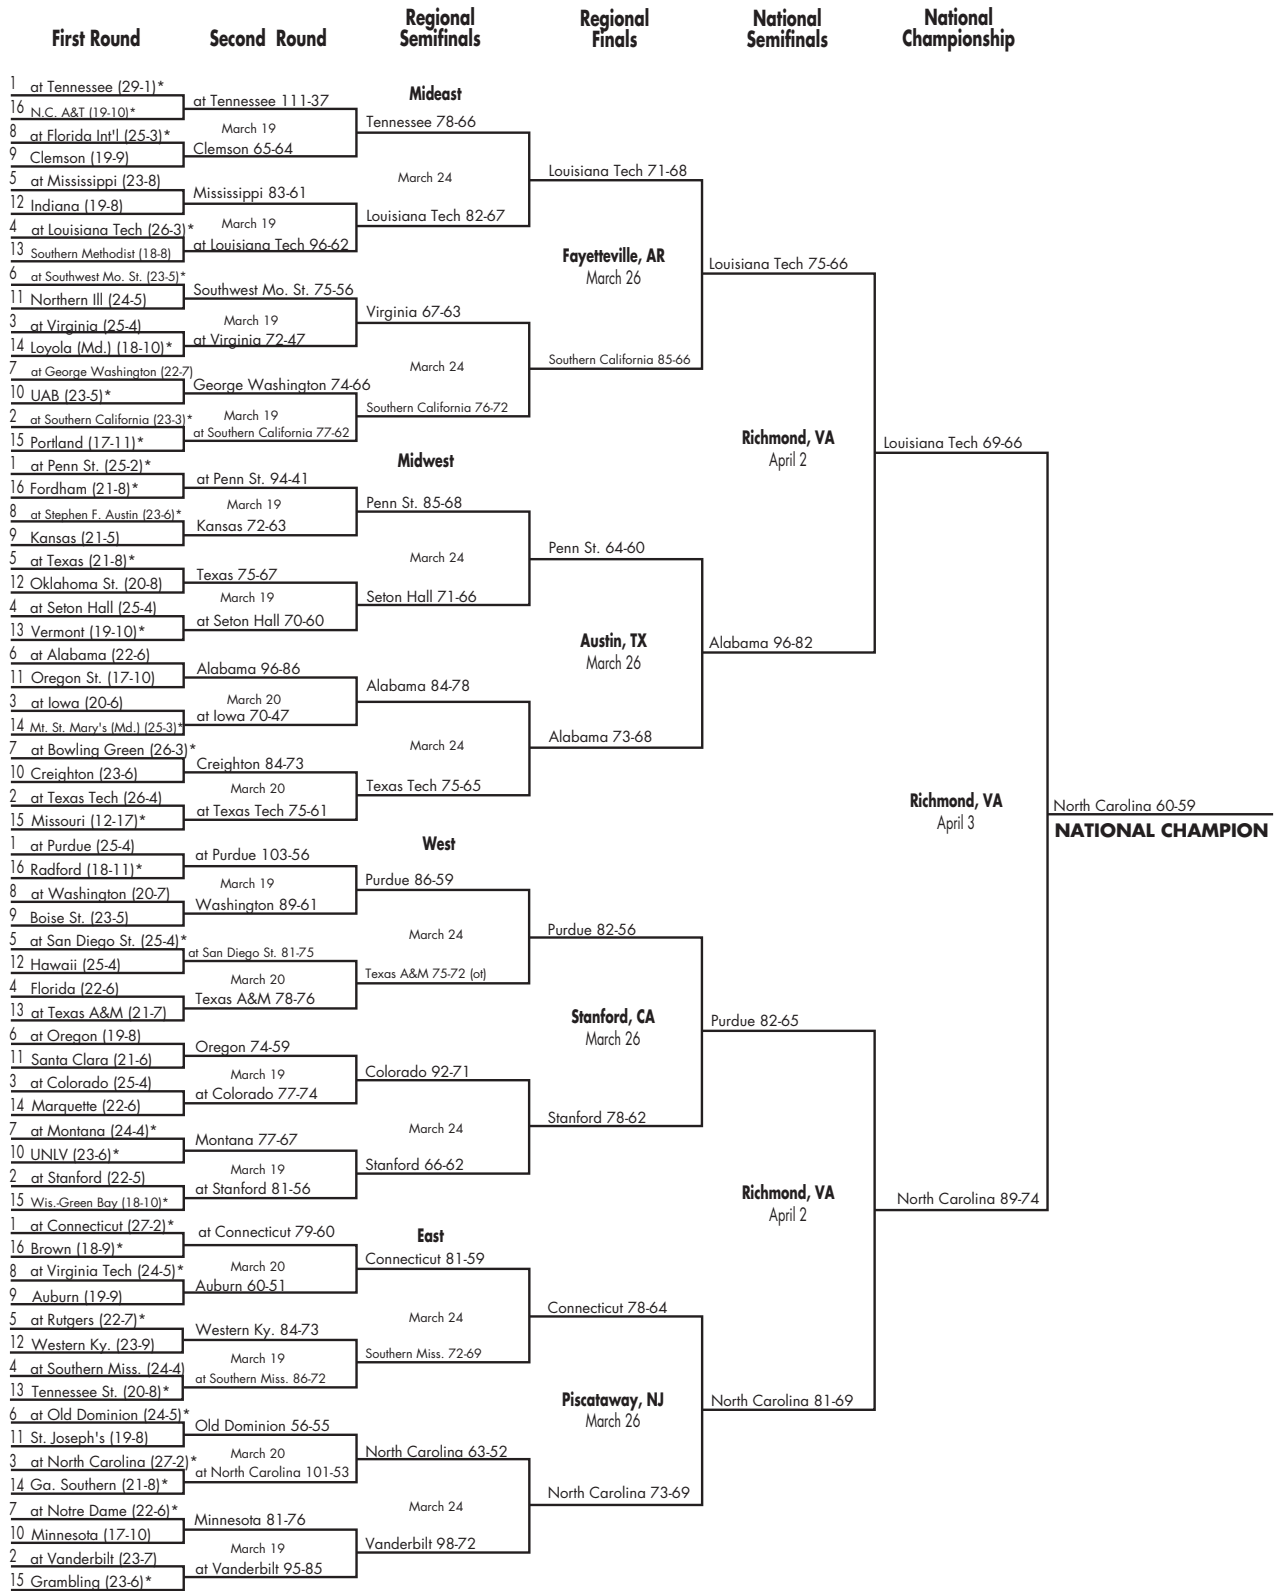 First Round
Second Round
Regional
Semifinals
Regional
Finals
National
Semifinals
National
Championship
1 at Tennessee (29-1)*
16 N.C. A&T (19-10)*
8 at Florida Int'l (25-3)*
9 Clemson (19-9)
5 at Mississippi (23-8)
12 Indiana (19-8)
4 at Louisiana Tech (26-3)*
13 Southern Methodist (18-8)
6 at Southwest Mo. St. (23-5)*
11 Northern Ill (24-5)
3 at Virginia (25-4)
14 Loyola (Md.) (18-10)*
7 at George Washington (22-7)
10 UAB (23-5)*
2 at Southern California (23-3)*
15 Portland (17-11)*
1 at Penn St. (25-2)*
16 Fordham (21-8)*
8 at Stephen F. Austin (23-6)*
9 Kansas (21-5)
5 at Texas (21-8)*
12 Oklahoma St. (20-8)
4 at Seton Hall (25-4)
13 Vermont (19-10)*
6 at Alabama (22-6)
11 Oregon St. (17-10)
3 at Iowa (20-6)
14 Mt. St. Mary's (Md.) (25-3)*
7 at Bowling Green (26-3)*
10 Creighton (23-6)
2 at Texas Tech (26-4)
15 Missouri (12-17)*
1 at Purdue (25-4)
16 Radford (18-11)*
8 at Washington (20-7)
9 Boise St. (23-5)
5 at San Diego St. (25-4)*
12 Hawaii (25-4)
4 Florida (22-6)
13 at Texas A&M (21-7)
6 at Oregon (19-8)
11 Santa Clara (21-6)
3 at Colorado (25-4)
14 Marquette (22-6)
7 at Montana (24-4)*
10 UNLV (23-6)*
2 at Stanford (22-5)
15 Wis.-Green Bay (18-10)*
1 at Connecticut (27-2)*
16 Brown (18-9)*
8 at Virginia Tech (24-5)*
9 Auburn (19-9)
5 at Rutgers (22-7)*
12 Western Ky. (23-9)
4 at Southern Miss. (24-4)
13 Tennessee St. (20-8)*
6 at Old Dominion (24-5)*
11 St. Joseph's (19-8)
3 at North Carolina (27-2)*
14 Ga. Southern (21-8)*
7 at Notre Dame (22-6)*
10 Minnesota (17-10)
2 at Vanderbilt (23-7)
15 Grambling (23-6)*
at Tennessee 111-37
March 19
Clemson 65-64
Mississippi 83-61
March 19
at Louisiana Tech 96-62
Southwest Mo. St. 75-56
March 19
at Virginia 72-47
George Washington 74-66
March 19
at Southern California 77-62
at Penn St. 94-41
March 19
Kansas 72-63
Texas 75-67
March 19
at Seton Hall 70-60
Alabama 96-86
March 20
at Iowa 70-47
Creighton 84-73
March 20
at Texas Tech 75-61
at Purdue 103-56
March 19
Washington 89-61
at San Diego St. 81-75
March 20
Texas A&M 78-76
Oregon 74-59
March 19
at Colorado 77-74
Montana 77-67
March 19
at Stanford 81-56
at Connecticut 79-60
March 20
Auburn 60-51
Western Ky. 84-73
March 19
at Southern Miss. 86-72
Old Dominion 56-55
March 20
at North Carolina 101-53
Minnesota 81-76
March 19
at Vanderbilt 95-85
Mideast
Tennessee 78-66
March 24
Louisiana Tech 82-67
Virginia 67-63
March 24
Southern California 76-72
Midwest
Penn St. 85-68
March 24
Seton Hall 71-66
Alabama 84-78
March 24
Texas Tech 75-65
West
Purdue 86-59
March 24
Texas A&M 75-72 (ot)
Colorado 92-71
March 24
Stanford 66-62
East
Connecticut 81-59
March 24
Southern Miss. 72-69
North Carolina 63-52
March 24
Vanderbilt 98-72
Louisiana Tech 71-68
Fayetteville, AR
March 26
Southern California 85-66
Penn St. 64-60
Austin, TX
March 26
Alabama 73-68
Purdue 82-56
Stanford, CA
March 26
Stanford 78-62
Connecticut 78-64
Piscataway, NJ
March 26
North Carolina 73-69
Louisiana Tech 75-66
Richmond, VA
April 2
Alabama 96-82
Purdue 82-65
Richmond, VA
April 2
North Carolina 81-69
Louisiana Tech 69-66
Richmond, VA
April 3
North Carolina 89-74
North Carolina 60-59
NATIONAL CHAMPION